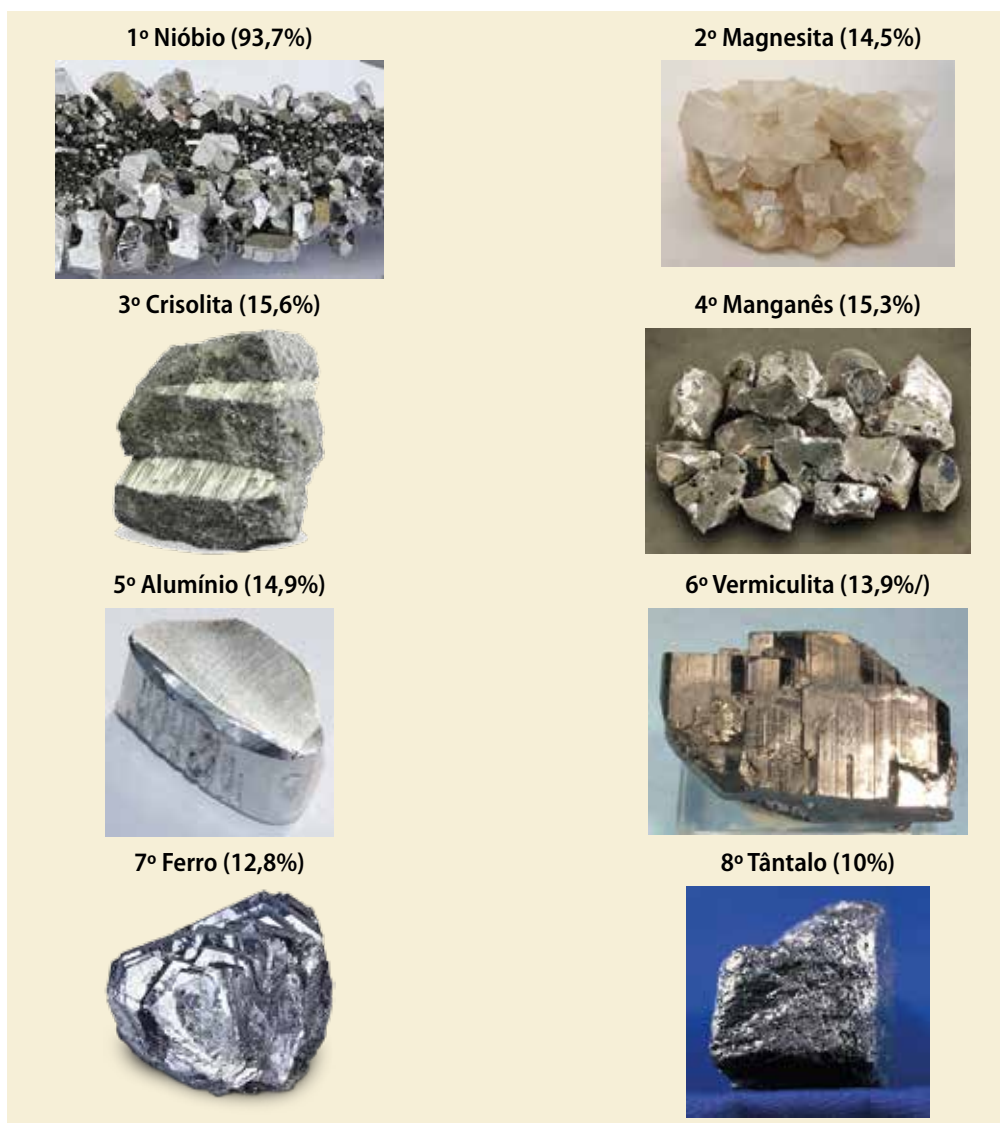 1º Nióbio (93,7%)
2º Magnesita (14,5%)
3º Crisolita (15,6%)
4º Manganês (15,3%)
5º Alumínio (14,9%)
6º Vermiculita (13,9%/)
7º Ferro (12,8%)
8º Tântalo (10%)